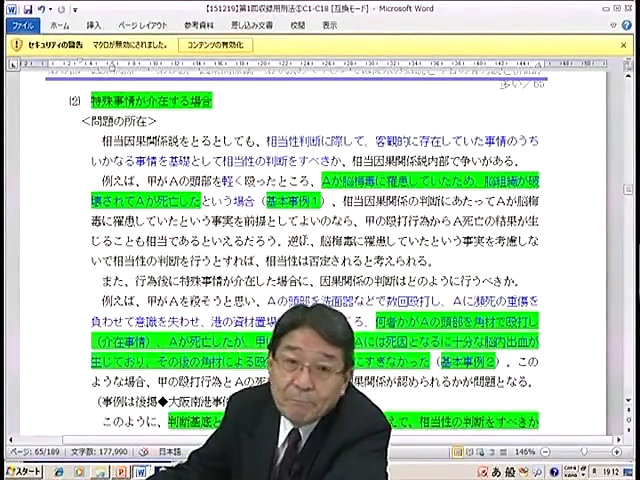 【151219】第1回収録用刑法①C1-C18 [互換モード] - Microsoft Word
ファイル ホーム 挿入 ページ レイアウト 参考資料 差し込み文書 校閲 表示
セキュリティの警告 マクロが無効にされました。 コンテンツの有効化
多い／65
(2) 特殊事情が介在する場合
＜問題の所在＞
相当因果関係説をとるとしても、相当性判断に際して、客観的に存在していた事情のうち
いかなる事情を基礎として相当性の判断をすべきか、相当因果関係説内部で争いがある。
例えば、甲がAの頭部を軽く殴ったところ、Aが脳梅毒に罹患していたため、脳組織が破
壊されてAが死亡したという場合（基本事例１）、相当因果関係の判断にあたってAが脳梅
毒に罹患していたという事実を前提としてよいのなら、甲の殴打行為からA死亡の結果が生
じることも相当であるといえるだろう。逆に、脳梅毒に罹患していたという事実を考慮しな
いで相当性の判断を行うとすれば、相当性は否定されると考えられる。
また、行為後に特殊事情が介在した場合に、因果関係の判断はどのように行うべきか。
例えば、甲がAを殺そうと思い、Aの頭部を洗面器などで数回殴打し、Aに瀕死の重傷を
負わせて意識を失わせ、港の資材置場 ころ、何者かがAの頭部を角材で殴打し
（介在事情）、Aが死亡したが、甲 Aには死因となるに十分な脳内出血が
生じており、その後の角材による殴 にすぎなかった（基本事例２）。この
ような場合、甲の殴打行為とAの死 果関係が認められるかが問題となる。
（事例は後掲◆大阪南港事
このように、判断基底と えて、相当性の判断をすべきか
ページ: 65/189 文字数: 177,990 日本語 146%
スタート あ 般 KANA 19:12